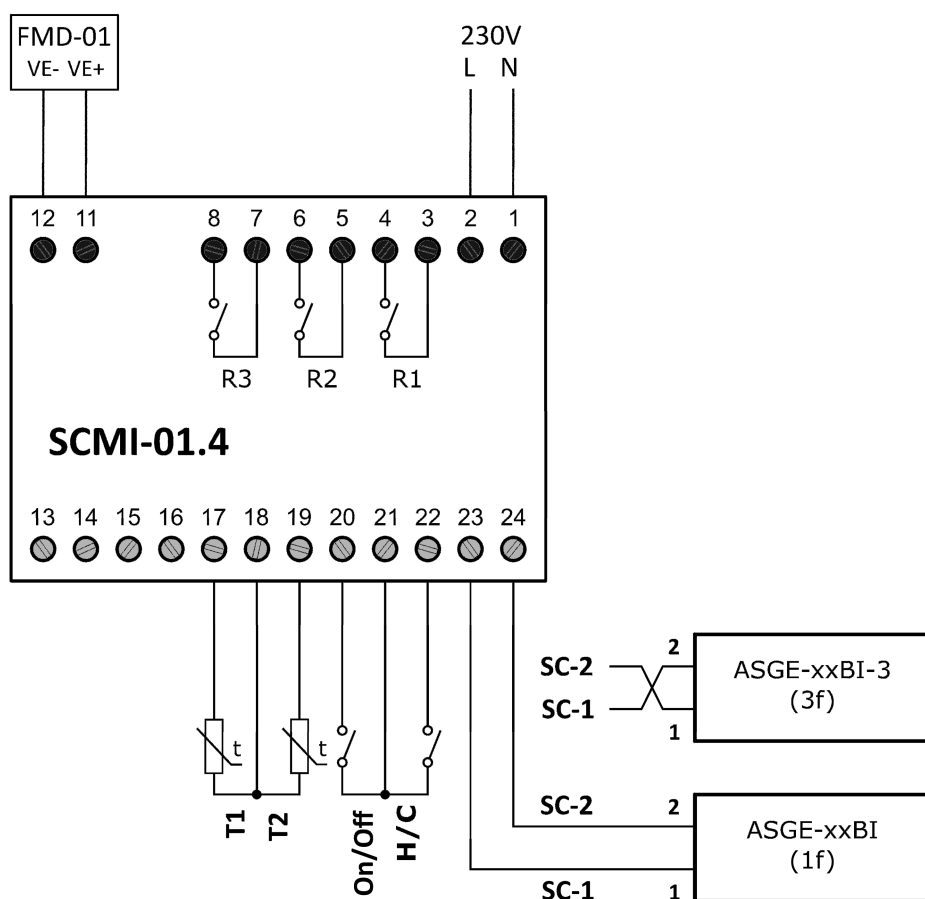 FMD-01
VE- VE+
230V
L N
12 11 8 7 6 5 4 3 2 1
R3 R2 R1
SCMI-01.4
13 14 15 16 17 18 19 20 21 22 23 24
t
t
T1
T2
On/Off
H/C
SC-2
SC-1
2
1
ASGE-xxBI-3
(3f)
SC-2
SC-1
2
1
ASGE-xxBI
(1f)